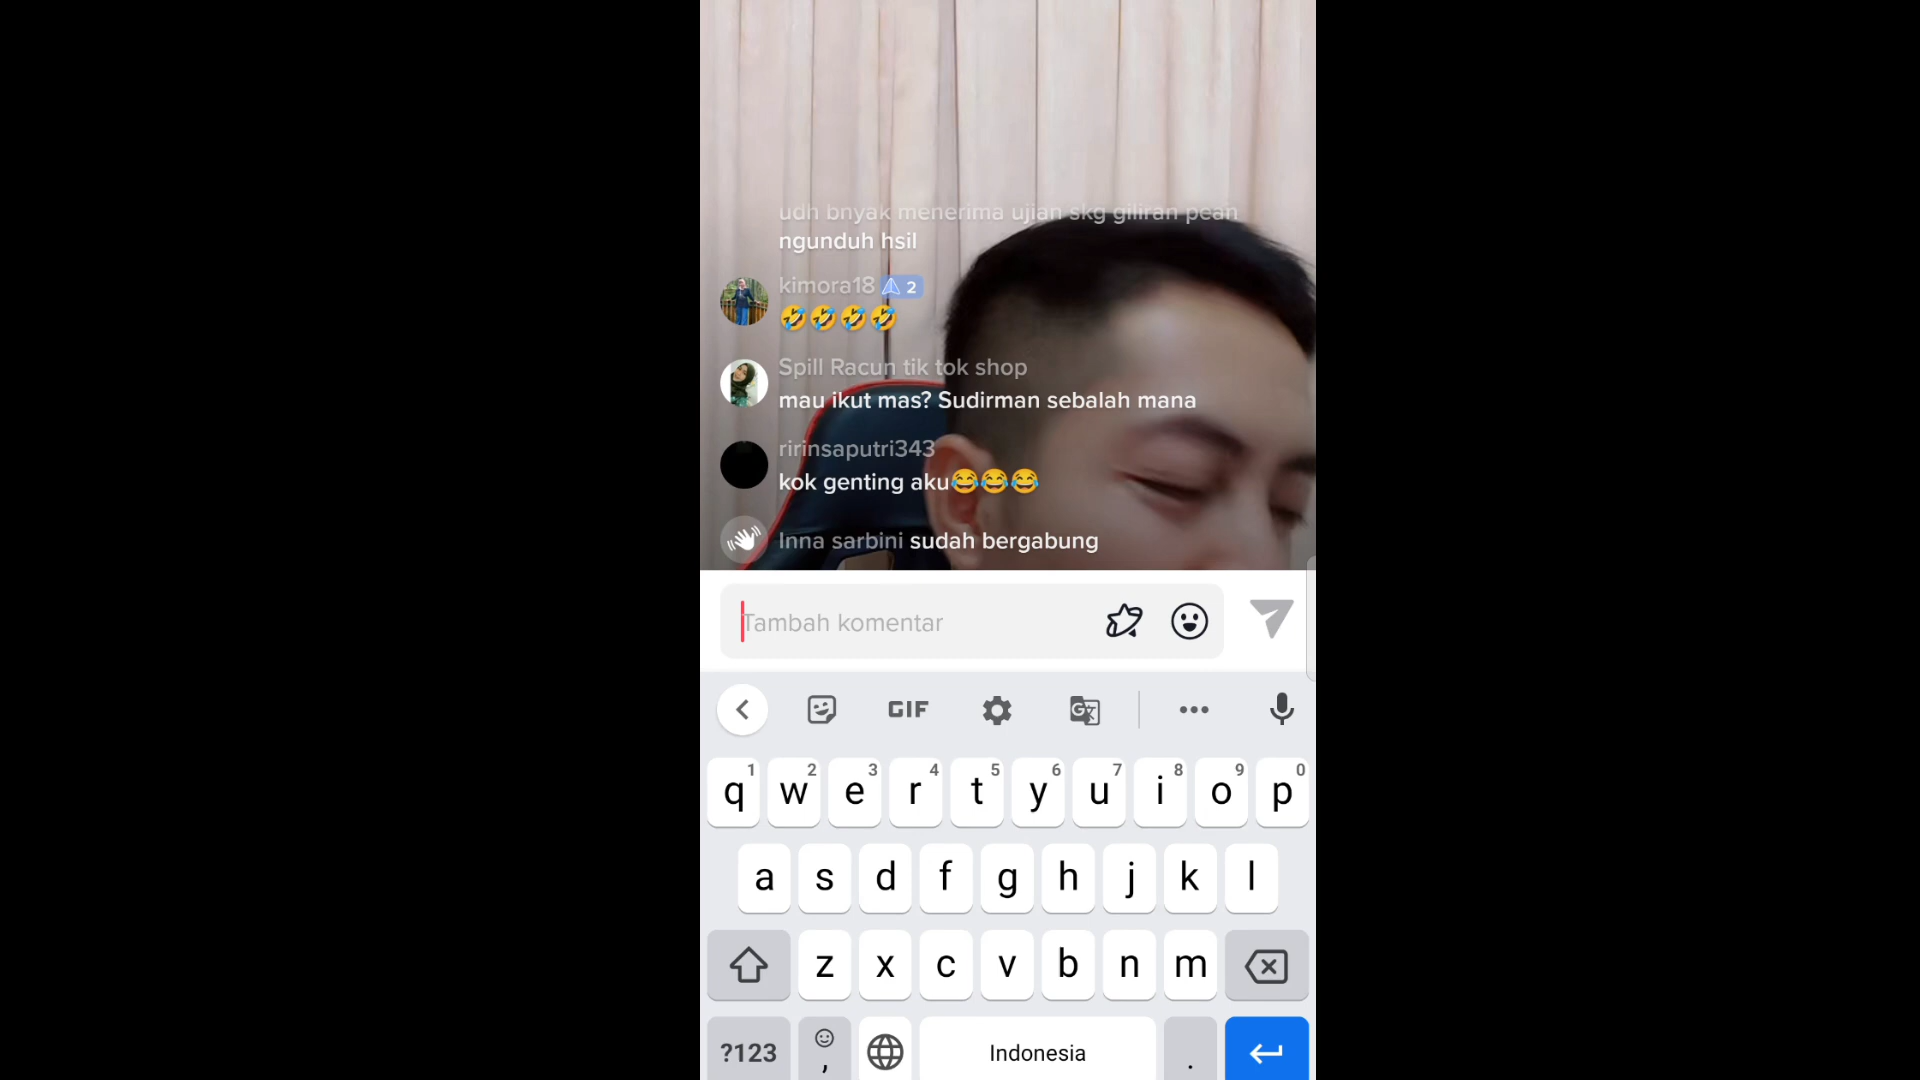 udh bnyak menerima ujian skg giliran pean
ngunduh hsil
kimora18 2
🤣🤣🤣🤣
Spill Racun tik tok shop
mau ikut mas? Sudirman sebalah mana
ririnsaputri343
kok genting aku😂😂😂
Inna sarbini sudah bergabung
Tambah komentar
GIF
1 2 3 4 5 6 7 8 9 0
q w e r t y u i o p
a s d f g h j k l
z x c v b n m
?123 , Indonesia .